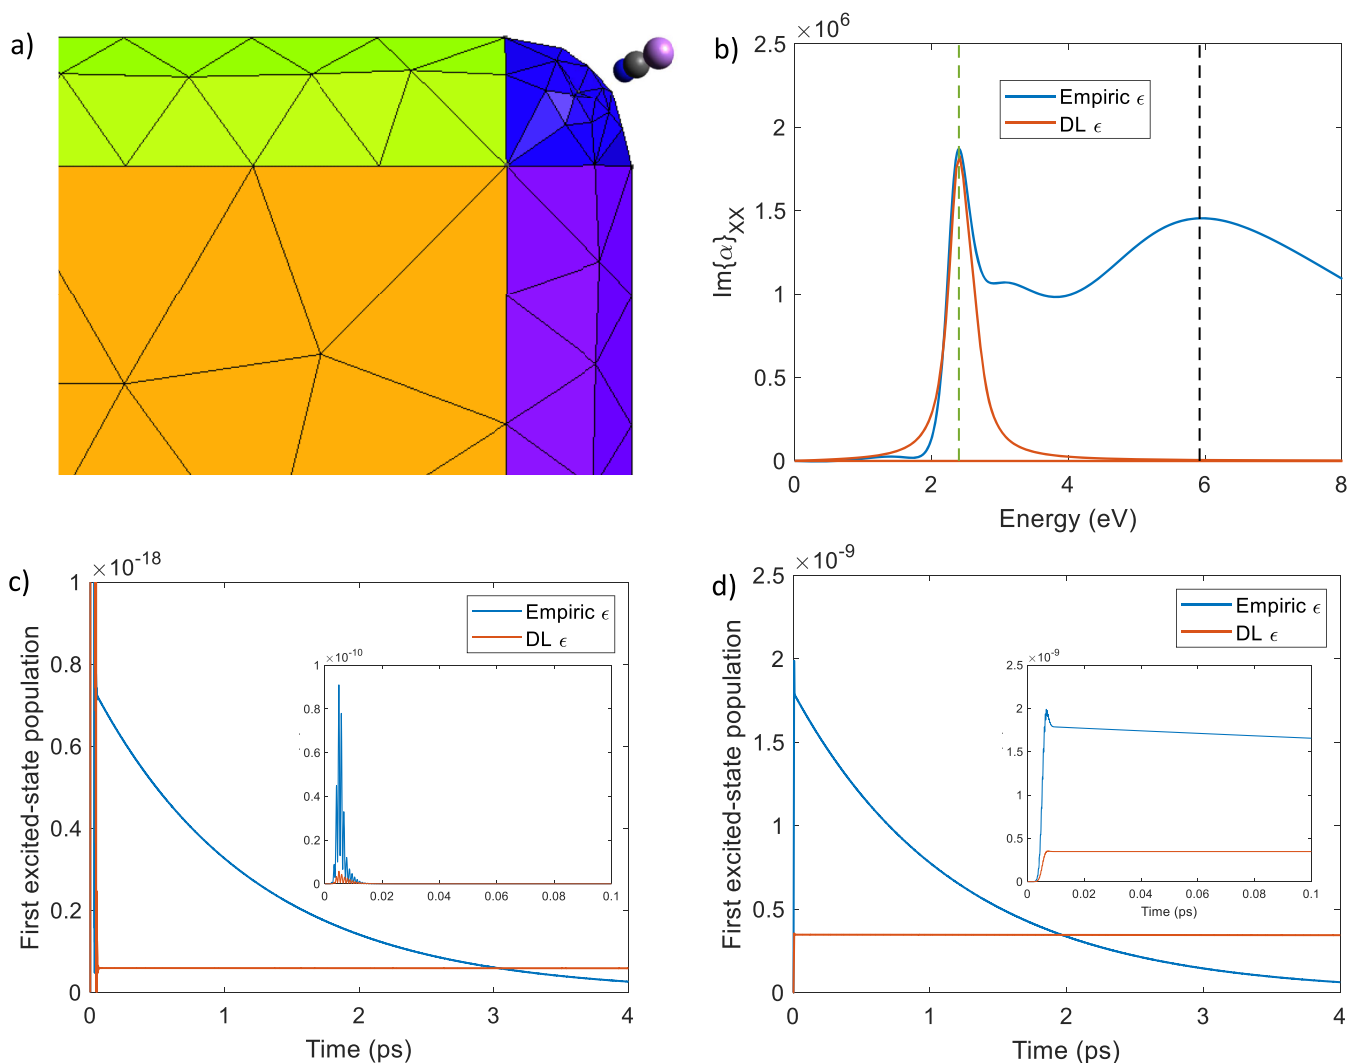 a)
b)
×10⁶
2.5
2
1.5
1
0.5
0
Im{α}XX
Empiric ϵ
DL ϵ
0 2 4 6 8
Energy (eV)
c)
×10⁻¹⁸
1
0.8
0.6
0.4
0.2
0
First excited-state population
Empiric ϵ
DL ϵ
×10⁻¹⁰
1
0.8
0.6
0.4
0.2
0
0 0.02 0.04 0.06 0.08 0.1
0 1 2 3 4
Time (ps)
d)
×10⁻⁹
2.5
2
1.5
1
0.5
0
First excited-state population
Empiric ϵ
DL ϵ
×10⁻⁹
2.5
2
1.5
1
0.5
0
0 0.02 0.04 0.06 0.08 0.1
Time (ps)
0 1 2 3 4
Time (ps)